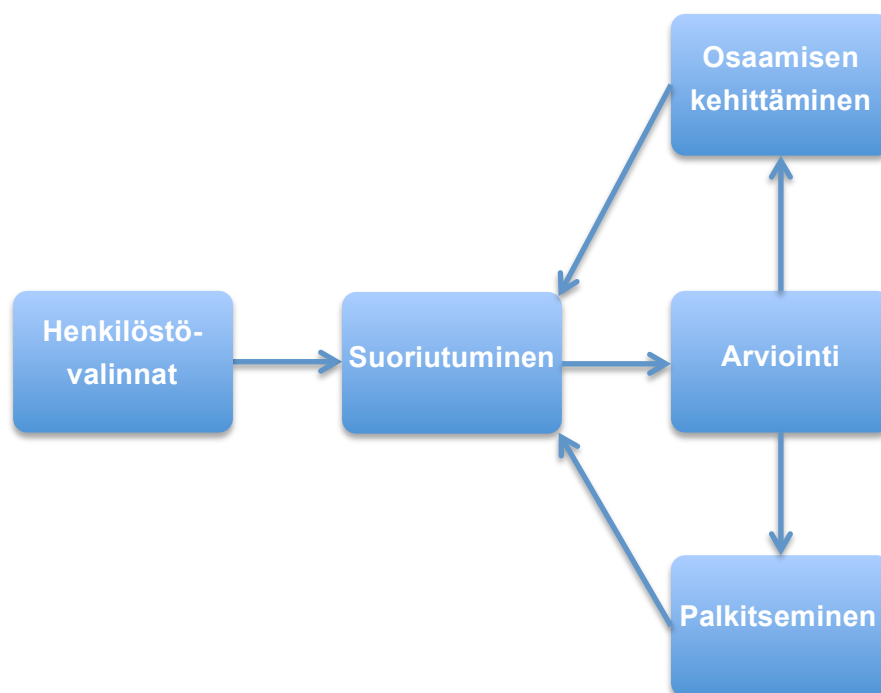 Osaamisen
kehittäminen
Henkilöstö-
valinnat
Suoriutuminen
Arviointi
Palkitseminen